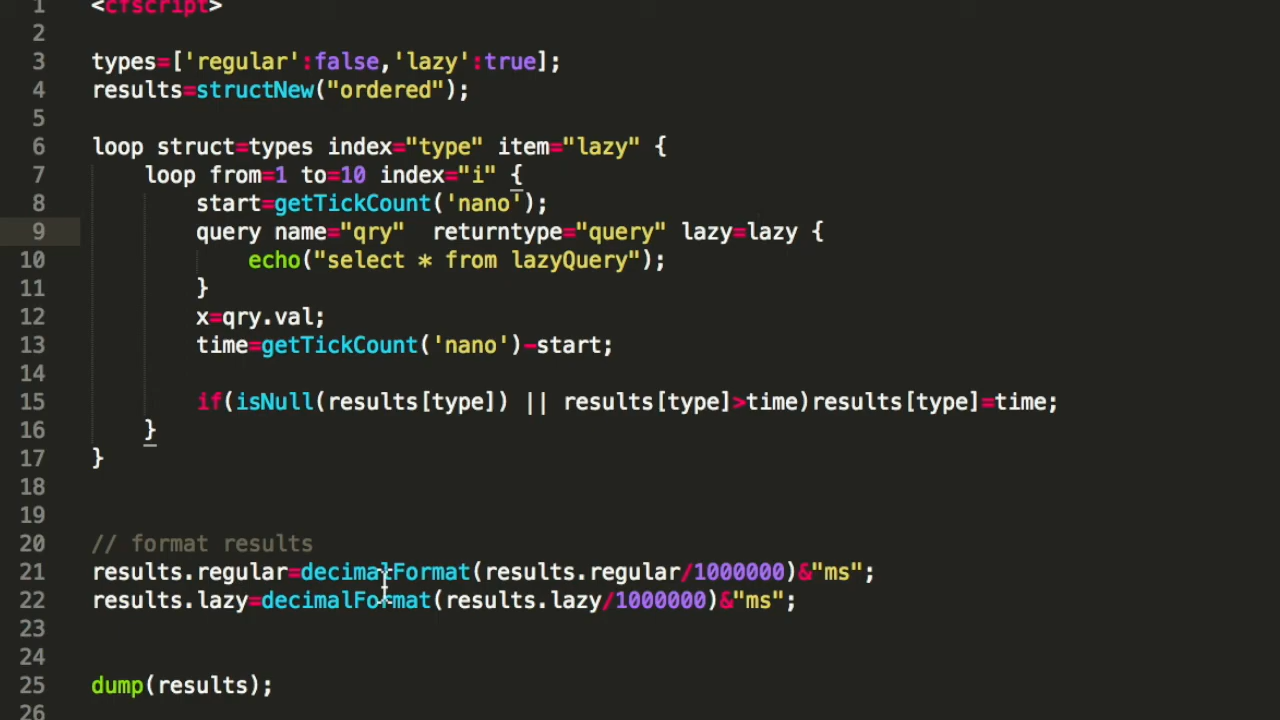 1 <cfscript>
2
3 types=['regular':false,'lazy':true];
4 results=structNew("ordered");
5
6 loop struct=types index="type" item="lazy" {
7 loop from=1 to=10 index="i" {
8 start=getTickCount('nano');
9 query name="qry"  returntype="query" lazy=lazy {
10 echo("select * from lazyQuery");
11 }
12 x=qry.val;
13 time=getTickCount('nano')-start;
14
15 if(isNull(results[type]) || results[type]>time)results[type]=time;
16 }
17 }
18
19
20 // format results
21 results.regular=decimalFormat(results.regular/1000000)&"ms";
22 results.lazy=decimalFormat(results.lazy/1000000)&"ms";
23
24
25 dump(results);
26